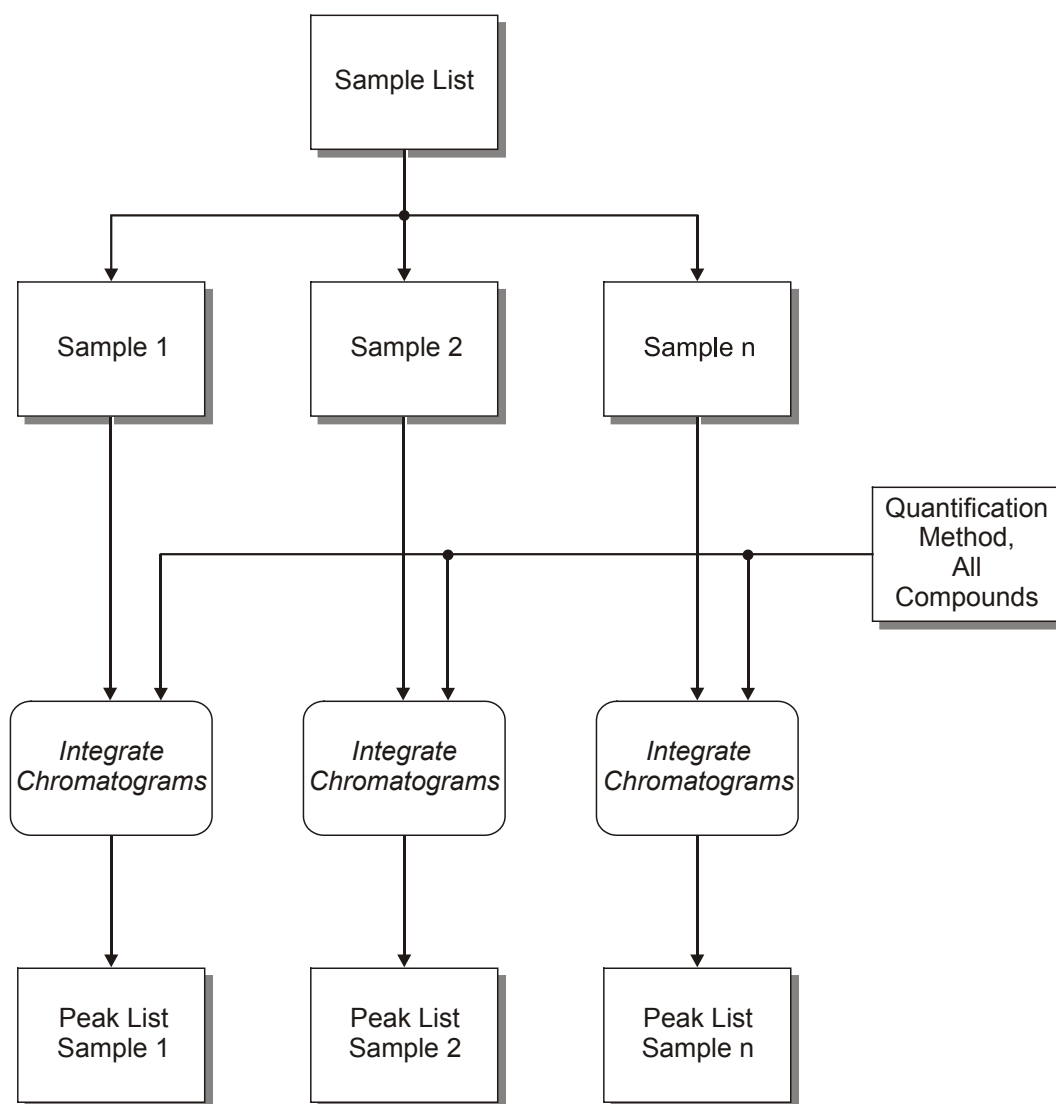 Sample List
Sample 1
Sample 2
Sample n
Quantification
Method,
All
Compounds
Integrate
Chromatograms
Integrate
Chromatograms
Integrate
Chromatograms
Peak List
Sample 1
Peak List
Sample 2
Peak List
Sample n